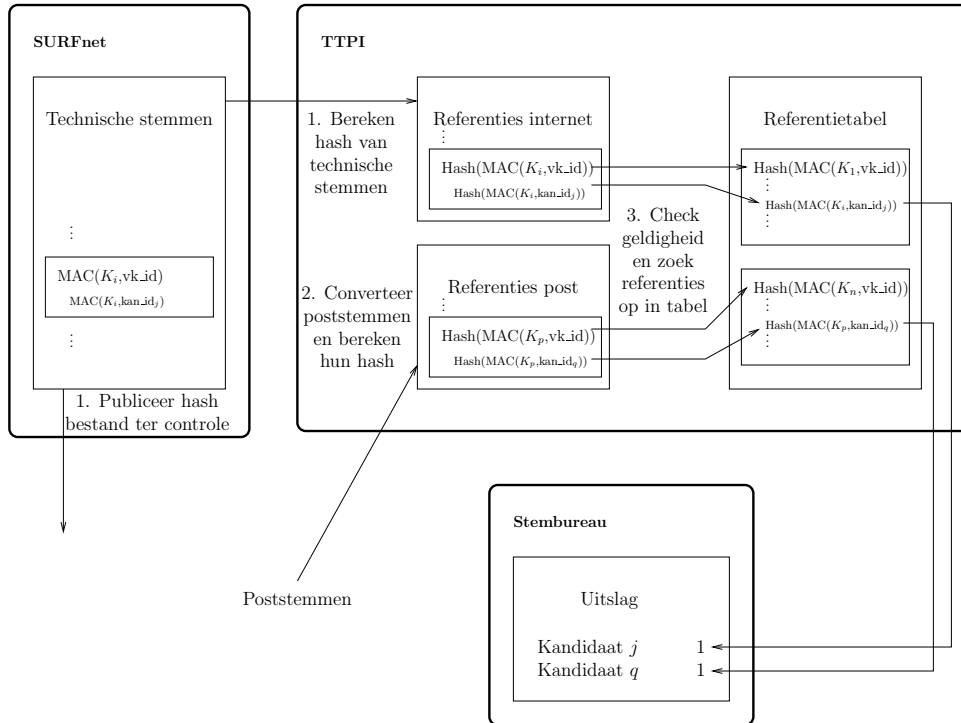 SURFnet
Technische stemmen
⋮
MAC(K_i,vk_id)
MAC(K_i,kan_id_j)
⋮
1. Publiceer hash
bestand ter controle
TTPI
1. Bereken
hash van
technische
stemmen
Referenties internet
⋮
Hash(MAC(K_i,vk_id))
Hash(MAC(K_i,kan_id_j))
2. Converteer
poststemmen
en bereken
hun hash
Referenties post
⋮
Hash(MAC(K_p,vk_id))
Hash(MAC(K_p,kan_id_q))
3. Check
geldigheid
en zoek
referenties
op in tabel
Referentietabel
Hash(MAC(K_1,vk_id))
⋮
Hash(MAC(K_i,kan_id_j))
⋮
Hash(MAC(K_n,vk_id))
⋮
Hash(MAC(K_p,kan_id_q))
⋮
Poststemmen
Stembureau
Uitslag
Kandidaat j 1
Kandidaat q 1